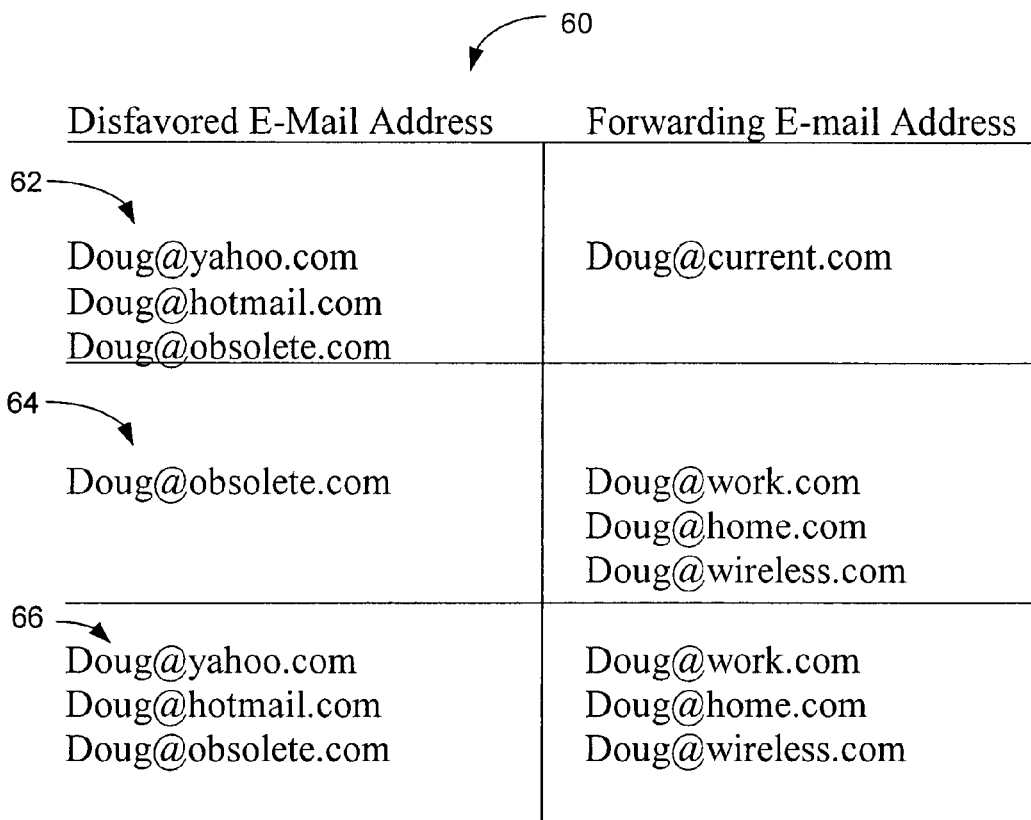 60
Disfavored E-Mail Address Forwarding E-mail Address
62
Doug@yahoo.com Doug@current.com
Doug@hotmail.com
Doug@obsolete.com
64
Doug@obsolete.com Doug@work.com
Doug@home.com
Doug@wireless.com
66
Doug@yahoo.com Doug@work.com
Doug@hotmail.com Doug@home.com
Doug@obsolete.com Doug@wireless.com